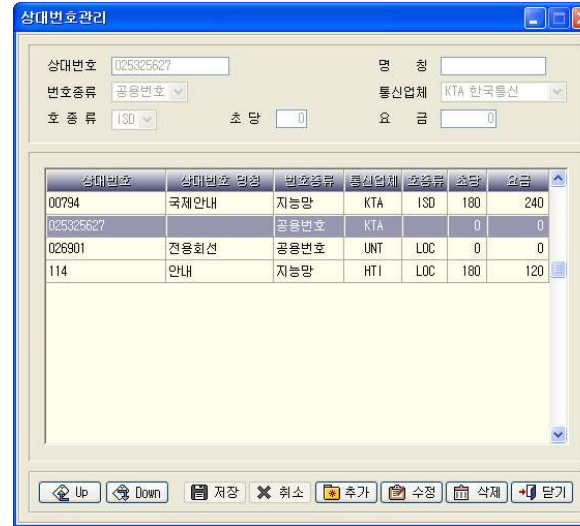 상대번호관리
상대번호 025325627 명 칭
번호종류 공용번호 통신업체 KTA 한국통신
호 종 류 ISD 초 당 0 요 금 0
상대번호 상대번호 명칭 번호종류 통신업체 호종류 초당 요금
00794 국제안내 지능망 KTA ISD 180 240
025325627 공용번호 KTA 0 0
026901 전용회선 공용번호 UNT LOC 0 0
114 안내 지능망 HTI LOC 180 120
Up Down 저장 취소 추가 수정 삭제 닫기